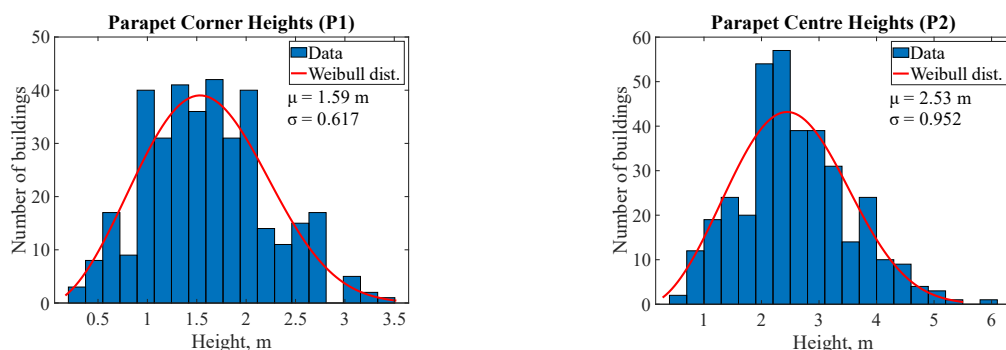 Parapet Corner Heights (P1)
50
40
30
20
10
0
Number of buildings
Data
Weibull dist.
μ = 1.59 m
σ = 0.617
0.5 1 1.5 2 2.5 3 3.5
Height, m
Parapet Centre Heights (P2)
60
50
40
30
20
10
0
Number of buildings
Data
Weibull dist.
μ = 2.53 m
σ = 0.952
1 2 3 4 5 6
Height, m